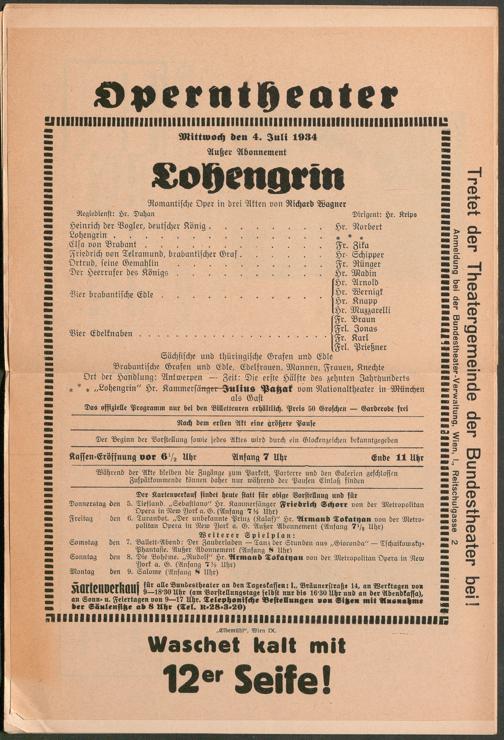 Operntheater
Mittwoch den 4. Juli 1934
Außer Abonnement
Lohengrin
Romantische Oper in drei Akten von Richard Wagner
Regiedienst: Hr. Duhan Dirigent: Hr. Krips
Heinrich der Vogler, deutscher König . . . . . . . . . . Hr. Norbert
Lohengrin . . . . . . . . . . * * *
Elsa von Brabant . . . . . . . . . . Fr. Zika
Friedrich von Telramund, brabantischer Graf . . . . . . . . . . Hr. Schipper
Ortrud, seine Gemahlin . . . . . . . . . . Fr. Rünger
Der Heerrufer des Königs . . . . . . . . . . Hr. Madin
Vier brabantische Edle . . . . . . . . . . Hr. Arnold
Hr. Wernigk
Hr. Knapp
Hr. Muzzarelli
Vier Edelknaben . . . . . . . . . . Fr. Braun
Frl. Jonas
Fr. Karl
Frl. Prießner
Sächsische und thüringische Grafen und Edle
Brabantische Grafen und Edle, Edelfrauen, Mannen, Frauen, Knechte
Ort der Handlung: Antwerpen — Zeit: Die erste Hälfte des zehnten Jahrhunderts
* * * „Lohengrin" Hr. Kammersänger Julius Patzak vom Nationaltheater in München
als Gast
Das offizielle Programm nur bei den Billetteuren erhältlich, Preis 50 Groschen — Garderobe frei
Nach dem ersten Akt eine größere Pause
Der Beginn der Vorstellung sowie jedes Aktes wird durch ein Glockenzeichen bekanntgegeben
Kassen-Eröffnung vor 6½ Uhr Anfang 7 Uhr Ende 11 Uhr
Während der Akte bleiben die Zugänge zum Parkett, Parterre und den Galerien geschlossen
Zuspätkommende können daher nur während der Pausen Einlaß finden
Der Kartenverkauf findet heute statt für obige Vorstellung und für
Donnerstag den 5. Tiefland. „Sebastiano" Hr. Kammersänger Friedrich Schorr von der Metropolitan
Opera in New York a. G. (Anfang 7½ Uhr)
Freitag den 6. Turandot. „Der unbekannte Prinz (Kalaf)" Hr. Armand Tokatyan von der Metro-
politan Opera in New York a. G. Außer Abonnement (Anfang 7½ Uhr)
Weiterer Spielplan:
Samstag den 7. Ballett-Abend: Der Zauberladen — Tanz der Stunden aus „Gioconda" — Tschaikowsky-
Phantasie. Außer Abonnement (Anfang 8 Uhr)
Sonntag den 8. Die Bohème. „Rudolf" Hr. Armand Tokatyan von der Metropolitan Opera in New
York a. G. (Anfang 7½ Uhr)
Montag den 9. Salome (Anfang 8 Uhr)
Kartenverkauf für alle Bundestheater an den Tageskassen: I., Bräunerstraße 14, an Werktagen von
9—18'30 Uhr (am Vorstellungstage selbst nur bis 16'30 Uhr und an der Abendkassa),
an Sonn- u. Feiertagen von 9—17 Uhr. Telephonische Bestellungen von Sitzen mit Ausnahme
der Säulensitze ab 8 Uhr (Tel. R-28-3-20)
„Elbemühl", Wien IX.
Waschet kalt mit
12er Seife!
Tretet der Theatergemeinde der Bundestheater bei!
Anmeldung bei der Bundestheater-Verwaltung, Wien, I., Reitschulgasse 2